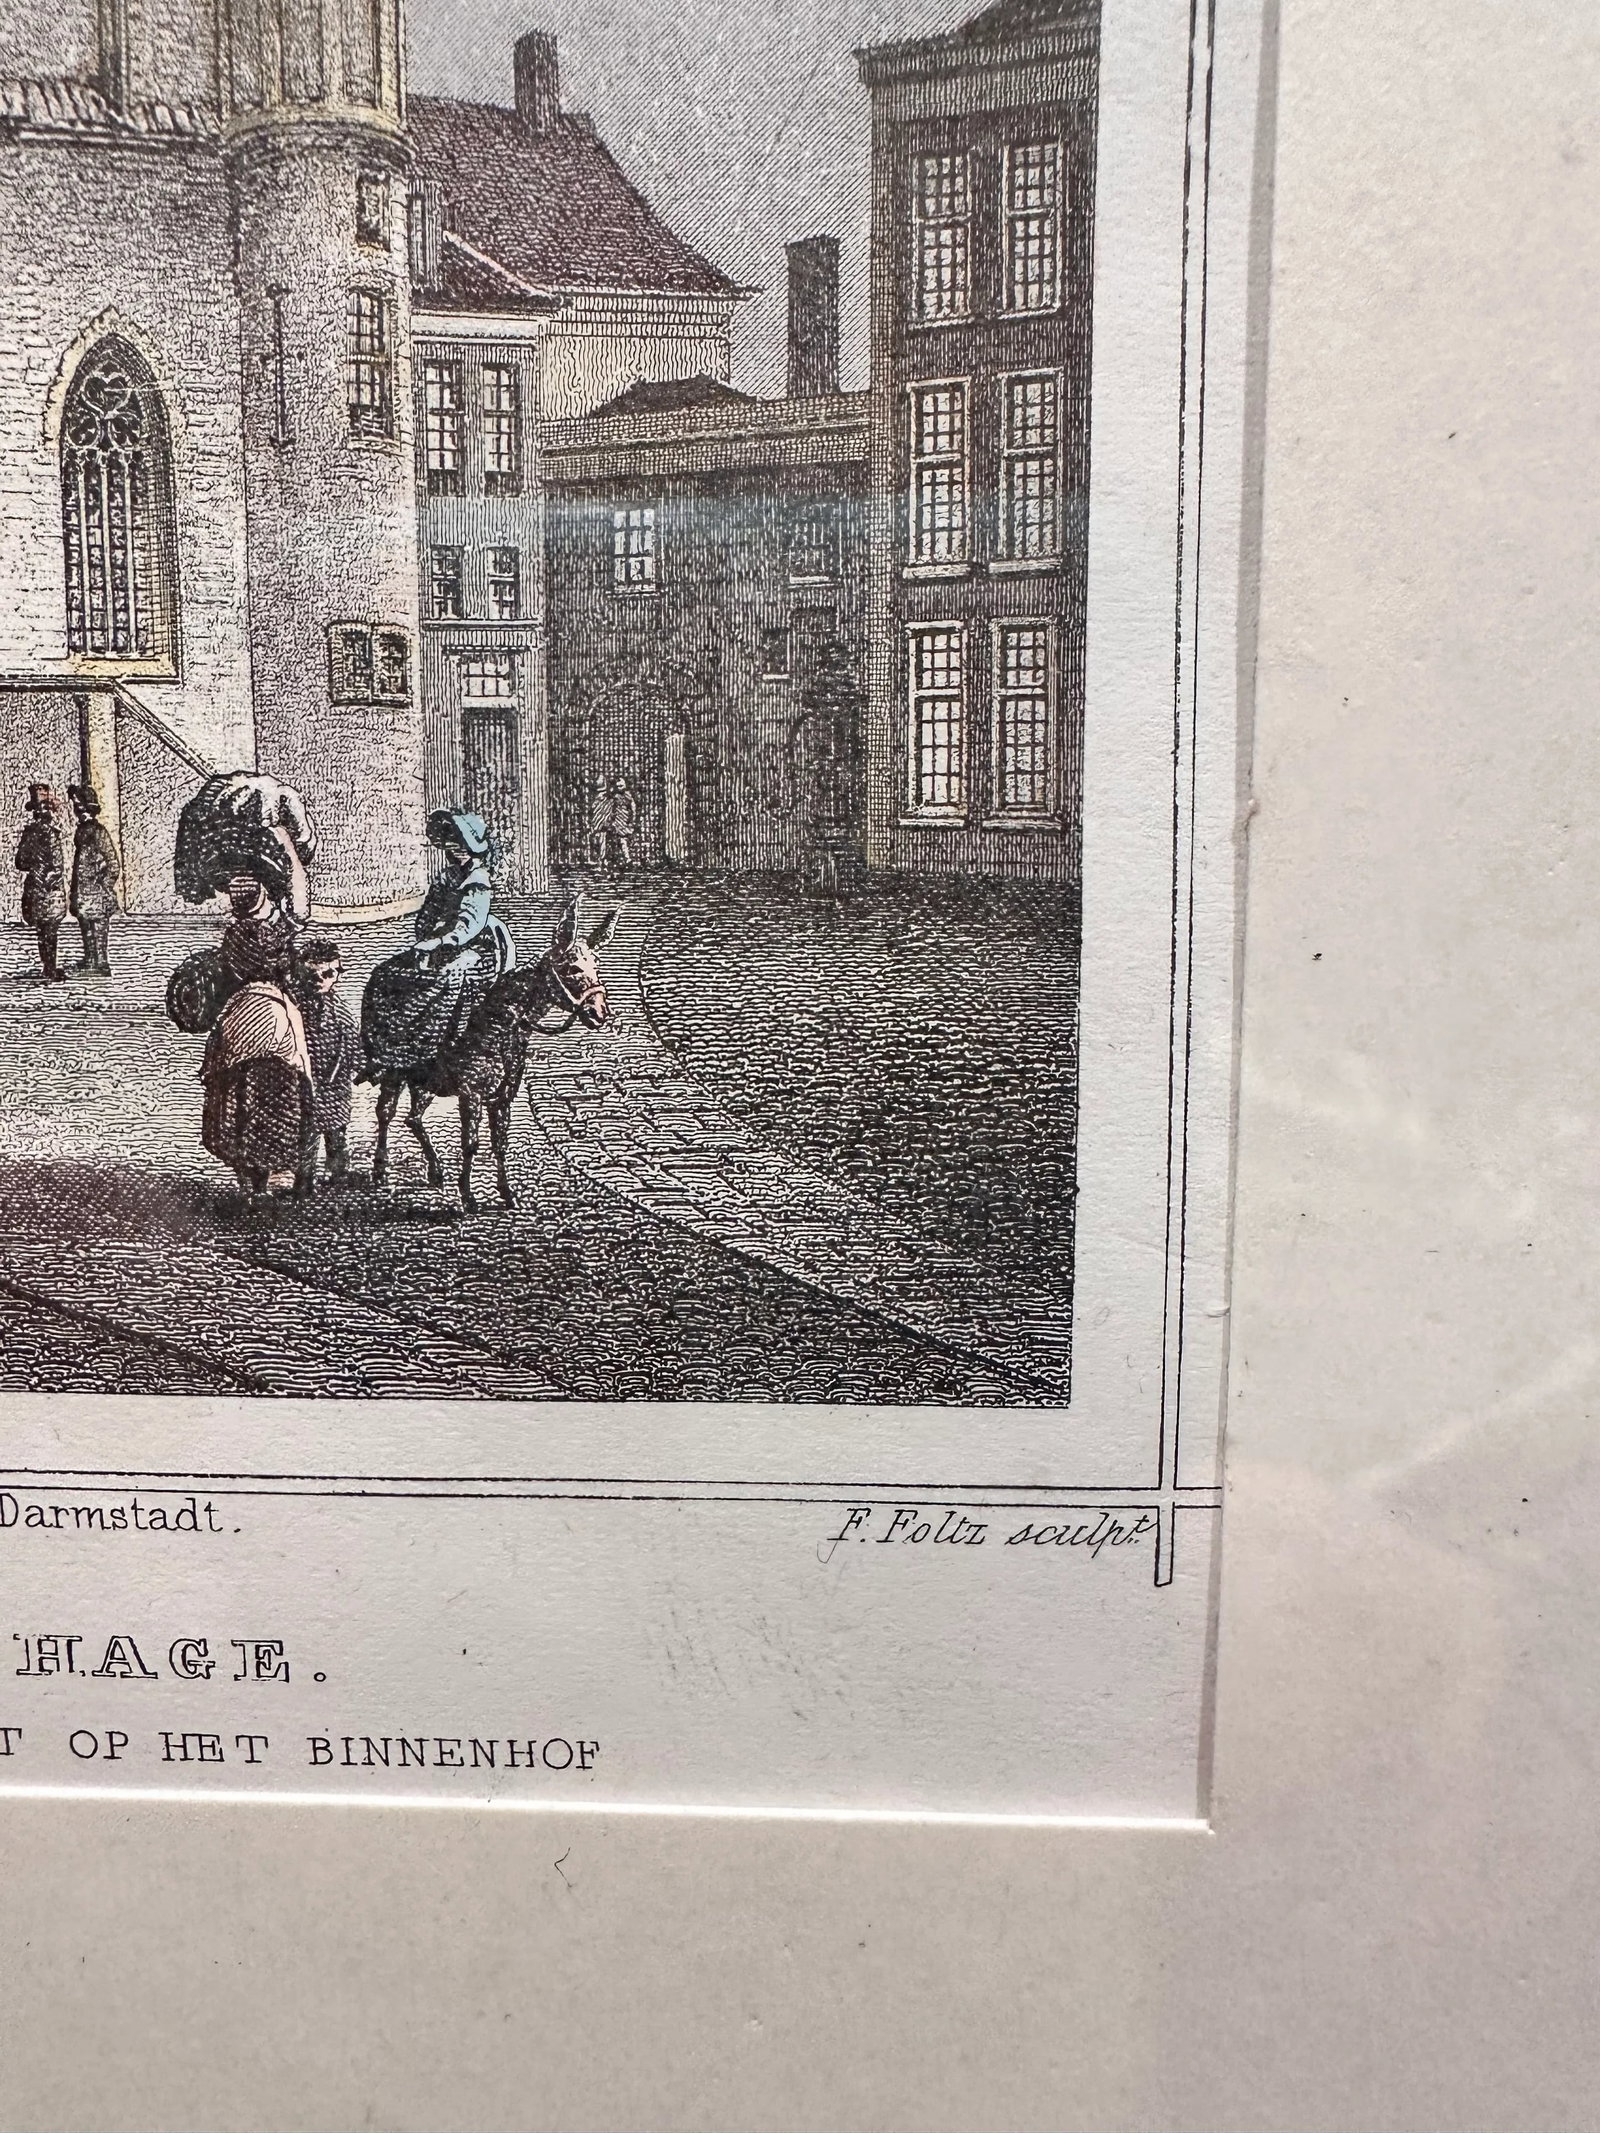 Darmstadt.
F. Foltz sculpt.
HAGE.
T OP HET BINNENHOF